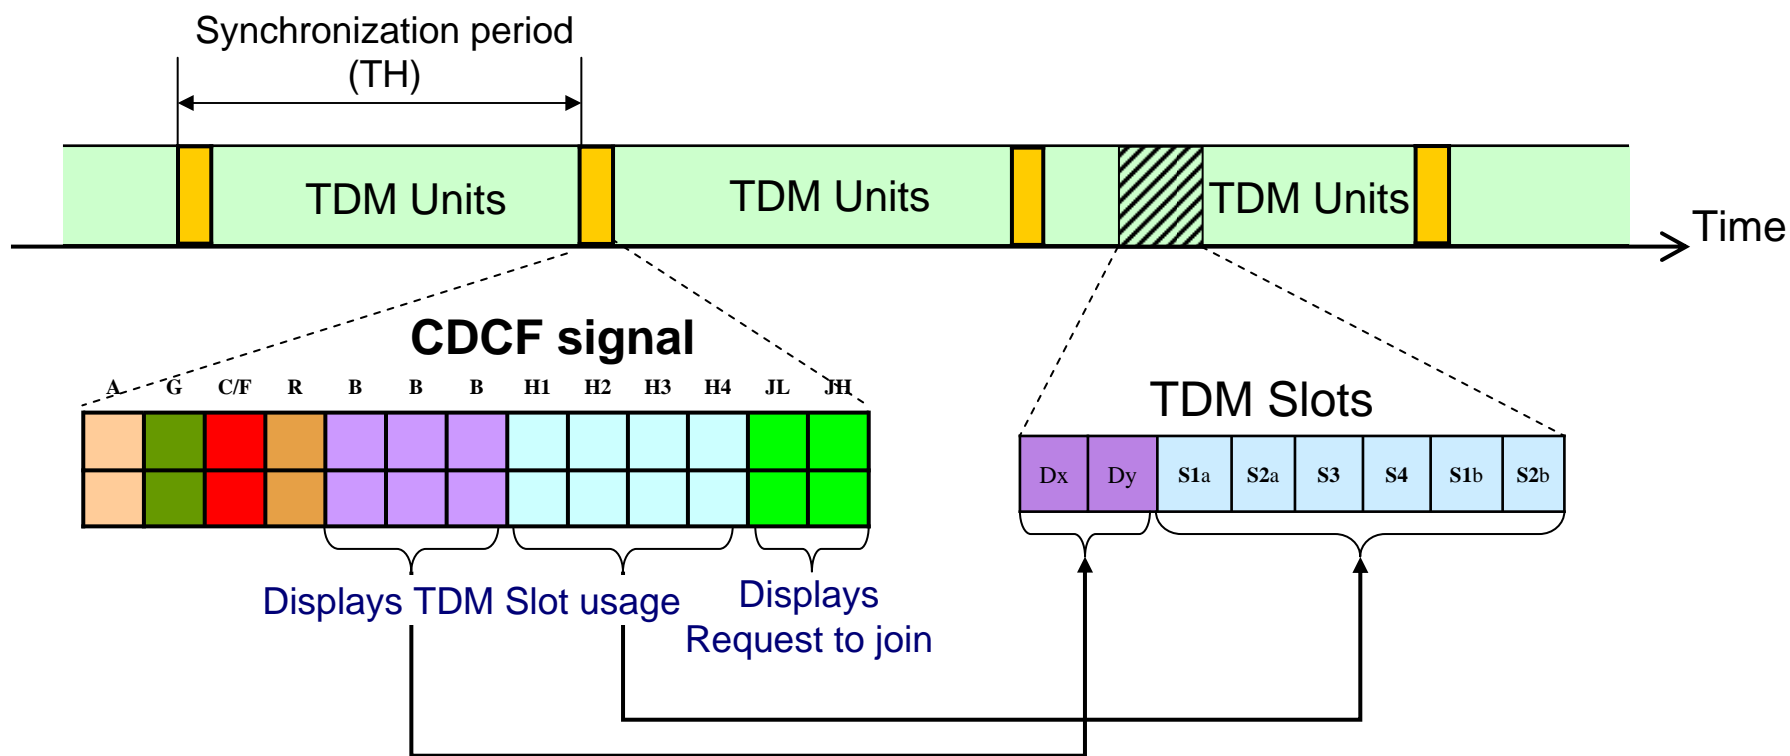 Synchronization period
(TH)
TDM Units
TDM Units
TDM Units
Time
CDCF signal
A G C/F R B B B H1 H2 H3 H4 JL JH
TDM Slots
Dx Dy S1a S2a S3 S4 S1b S2b
Displays TDM Slot usage
Displays
Request to join